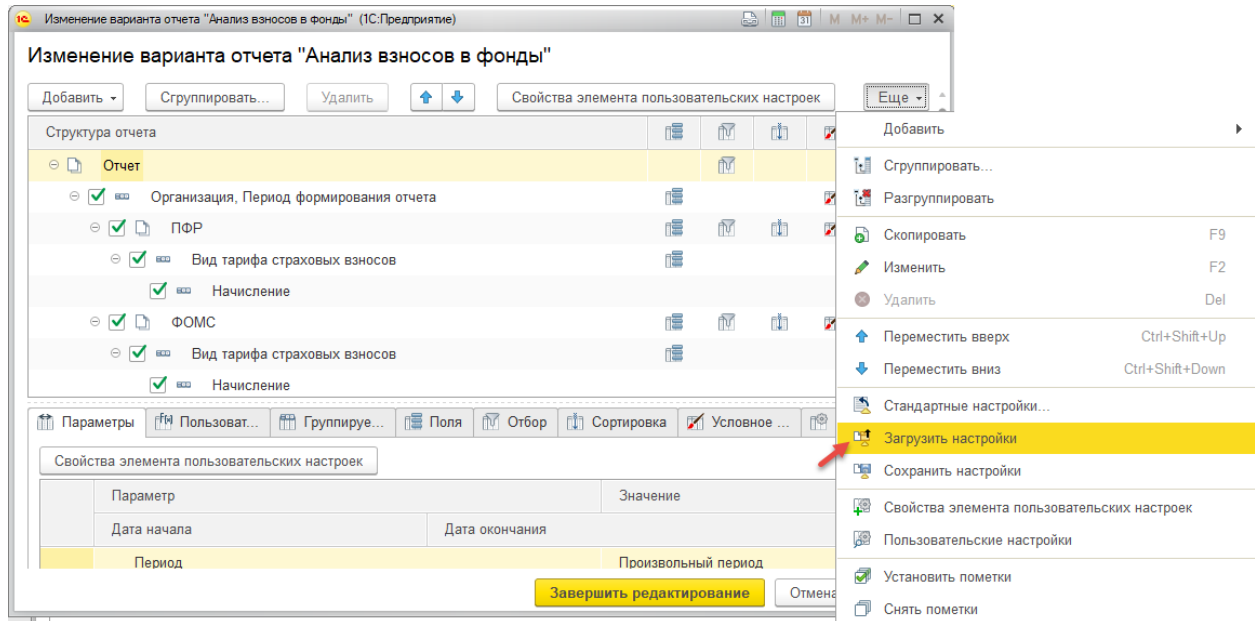 Изменение варианта отчета "Анализ взносов в фонды" (1С:Предприятие) 31 M M+ M-
Изменение варианта отчета "Анализ взносов в фонды"
Добавить Сгруппировать... Удалить Свойства элемента пользовательских настроек Еще
Структура отчета
Отчет
Организация, Период формирования отчета
ПФР
Вид тарифа страховых взносов
Начисление
ФОМС
Вид тарифа страховых взносов
Начисление
Параметры Пользоват... Группируе... Поля Отбор Сортировка Условное ...
Свойства элемента пользовательских настроек
Параметр Значение
Дата начала Дата окончания
Период Произвольный период
Завершить редактирование Отмена
Добавить
Сгруппировать...
Разгруппировать
Скопировать F9
Изменить F2
Удалить Del
Переместить вверх Ctrl+Shift+Up
Переместить вниз Ctrl+Shift+Down
Стандартные настройки...
Загрузить настройки
Сохранить настройки
Свойства элемента пользовательских настроек
Пользовательские настройки
Установить пометки
Снять пометки